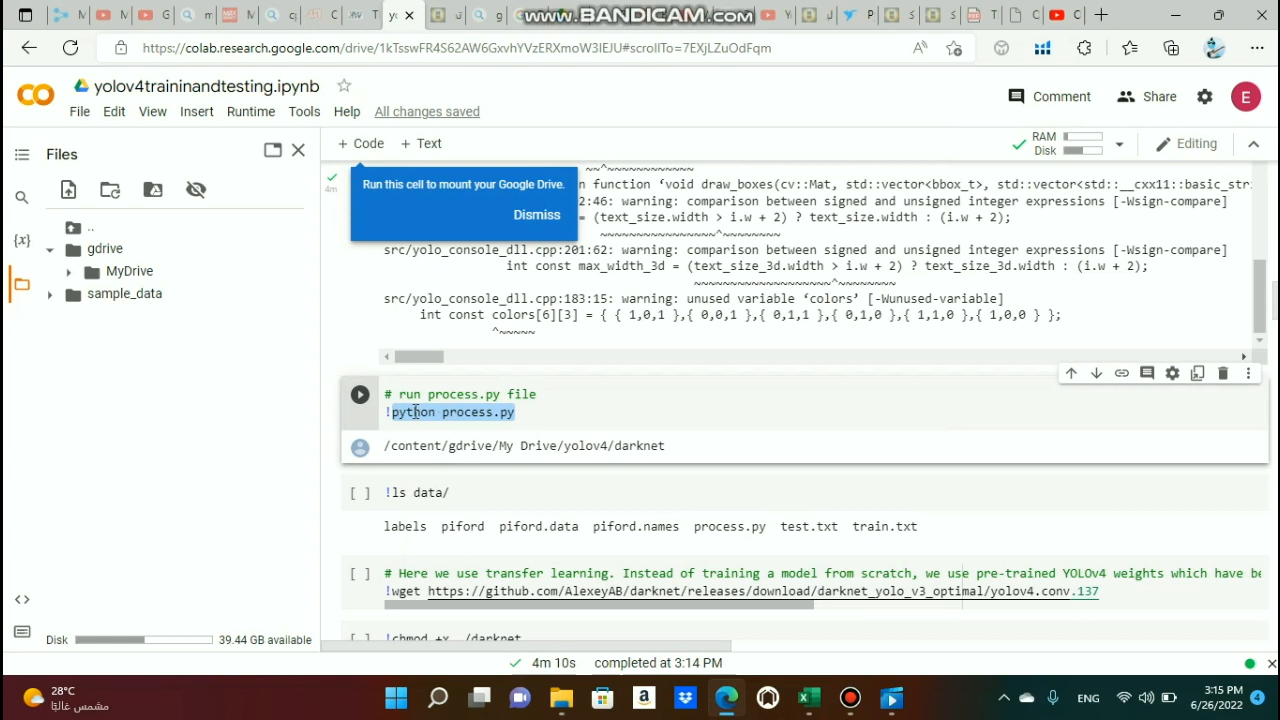 www.BANDICAM.com
https://colab.research.google.com/drive/1kTsswFR4S62AW6GxvhYVzERXmoW3IEJU#scrollTo=7EXjLZuOdFqm
yolov4traininandtesting.ipynb
Comment
Share
E
File Edit View Insert Runtime Tools Help All changes saved
Files
+ Code + Text
RAM
Disk
Editing
Run this cell to mount your Google Drive.
Dismiss
4m
~~^~~~~~~~~~~~~
n function ‘void draw_boxes(cv::Mat, std::vector<bbox_t>, std::vector<std::__cxx11::basic_str
2:46: warning: comparison between signed and unsigned integer expressions [-Wsign-compare]
= (text_size.width > i.w + 2) ? text_size.width : (i.w + 2);
~~~~~~~~~~~~~~~~^~~~~~~~~
src/yolo_console_dll.cpp:201:62: warning: comparison between signed and unsigned integer expressions [-Wsign-compare]
int const max_width_3d = (text_size_3d.width > i.w + 2) ? text_size_3d.width : (i.w + 2);
~~~~~~~~~~~~~~~~~~~^~~~~~~~~
src/yolo_console_dll.cpp:183:15: warning: unused variable ‘colors’ [-Wunused-variable]
int const colors[6][3] = { { 1,0,1 },{ 0,0,1 },{ 0,1,1 },{ 0,1,0 },{ 1,1,0 },{ 1,0,0 } };
^~~~~~
..
gdrive
MyDrive
sample_data
# run process.py file
!python process.py
/content/gdrive/My Drive/yolov4/darknet
[ ] !ls data/
labels piford piford.data piford.names process.py test.txt train.txt
[ ] # Here we use transfer learning. Instead of training a model from scratch, we use pre-trained YOLOv4 weights which have be
!wget https://github.com/AlexeyAB/darknet/releases/download/darknet_yolo_v3_optimal/yolov4.conv.137
[ ] !chmod +x ./darknet
Disk
39.44 GB available
4m 10s completed at 3:14 PM
28°C
مشمس غالبًا
ENG
3:15 PM
6/26/2022
4